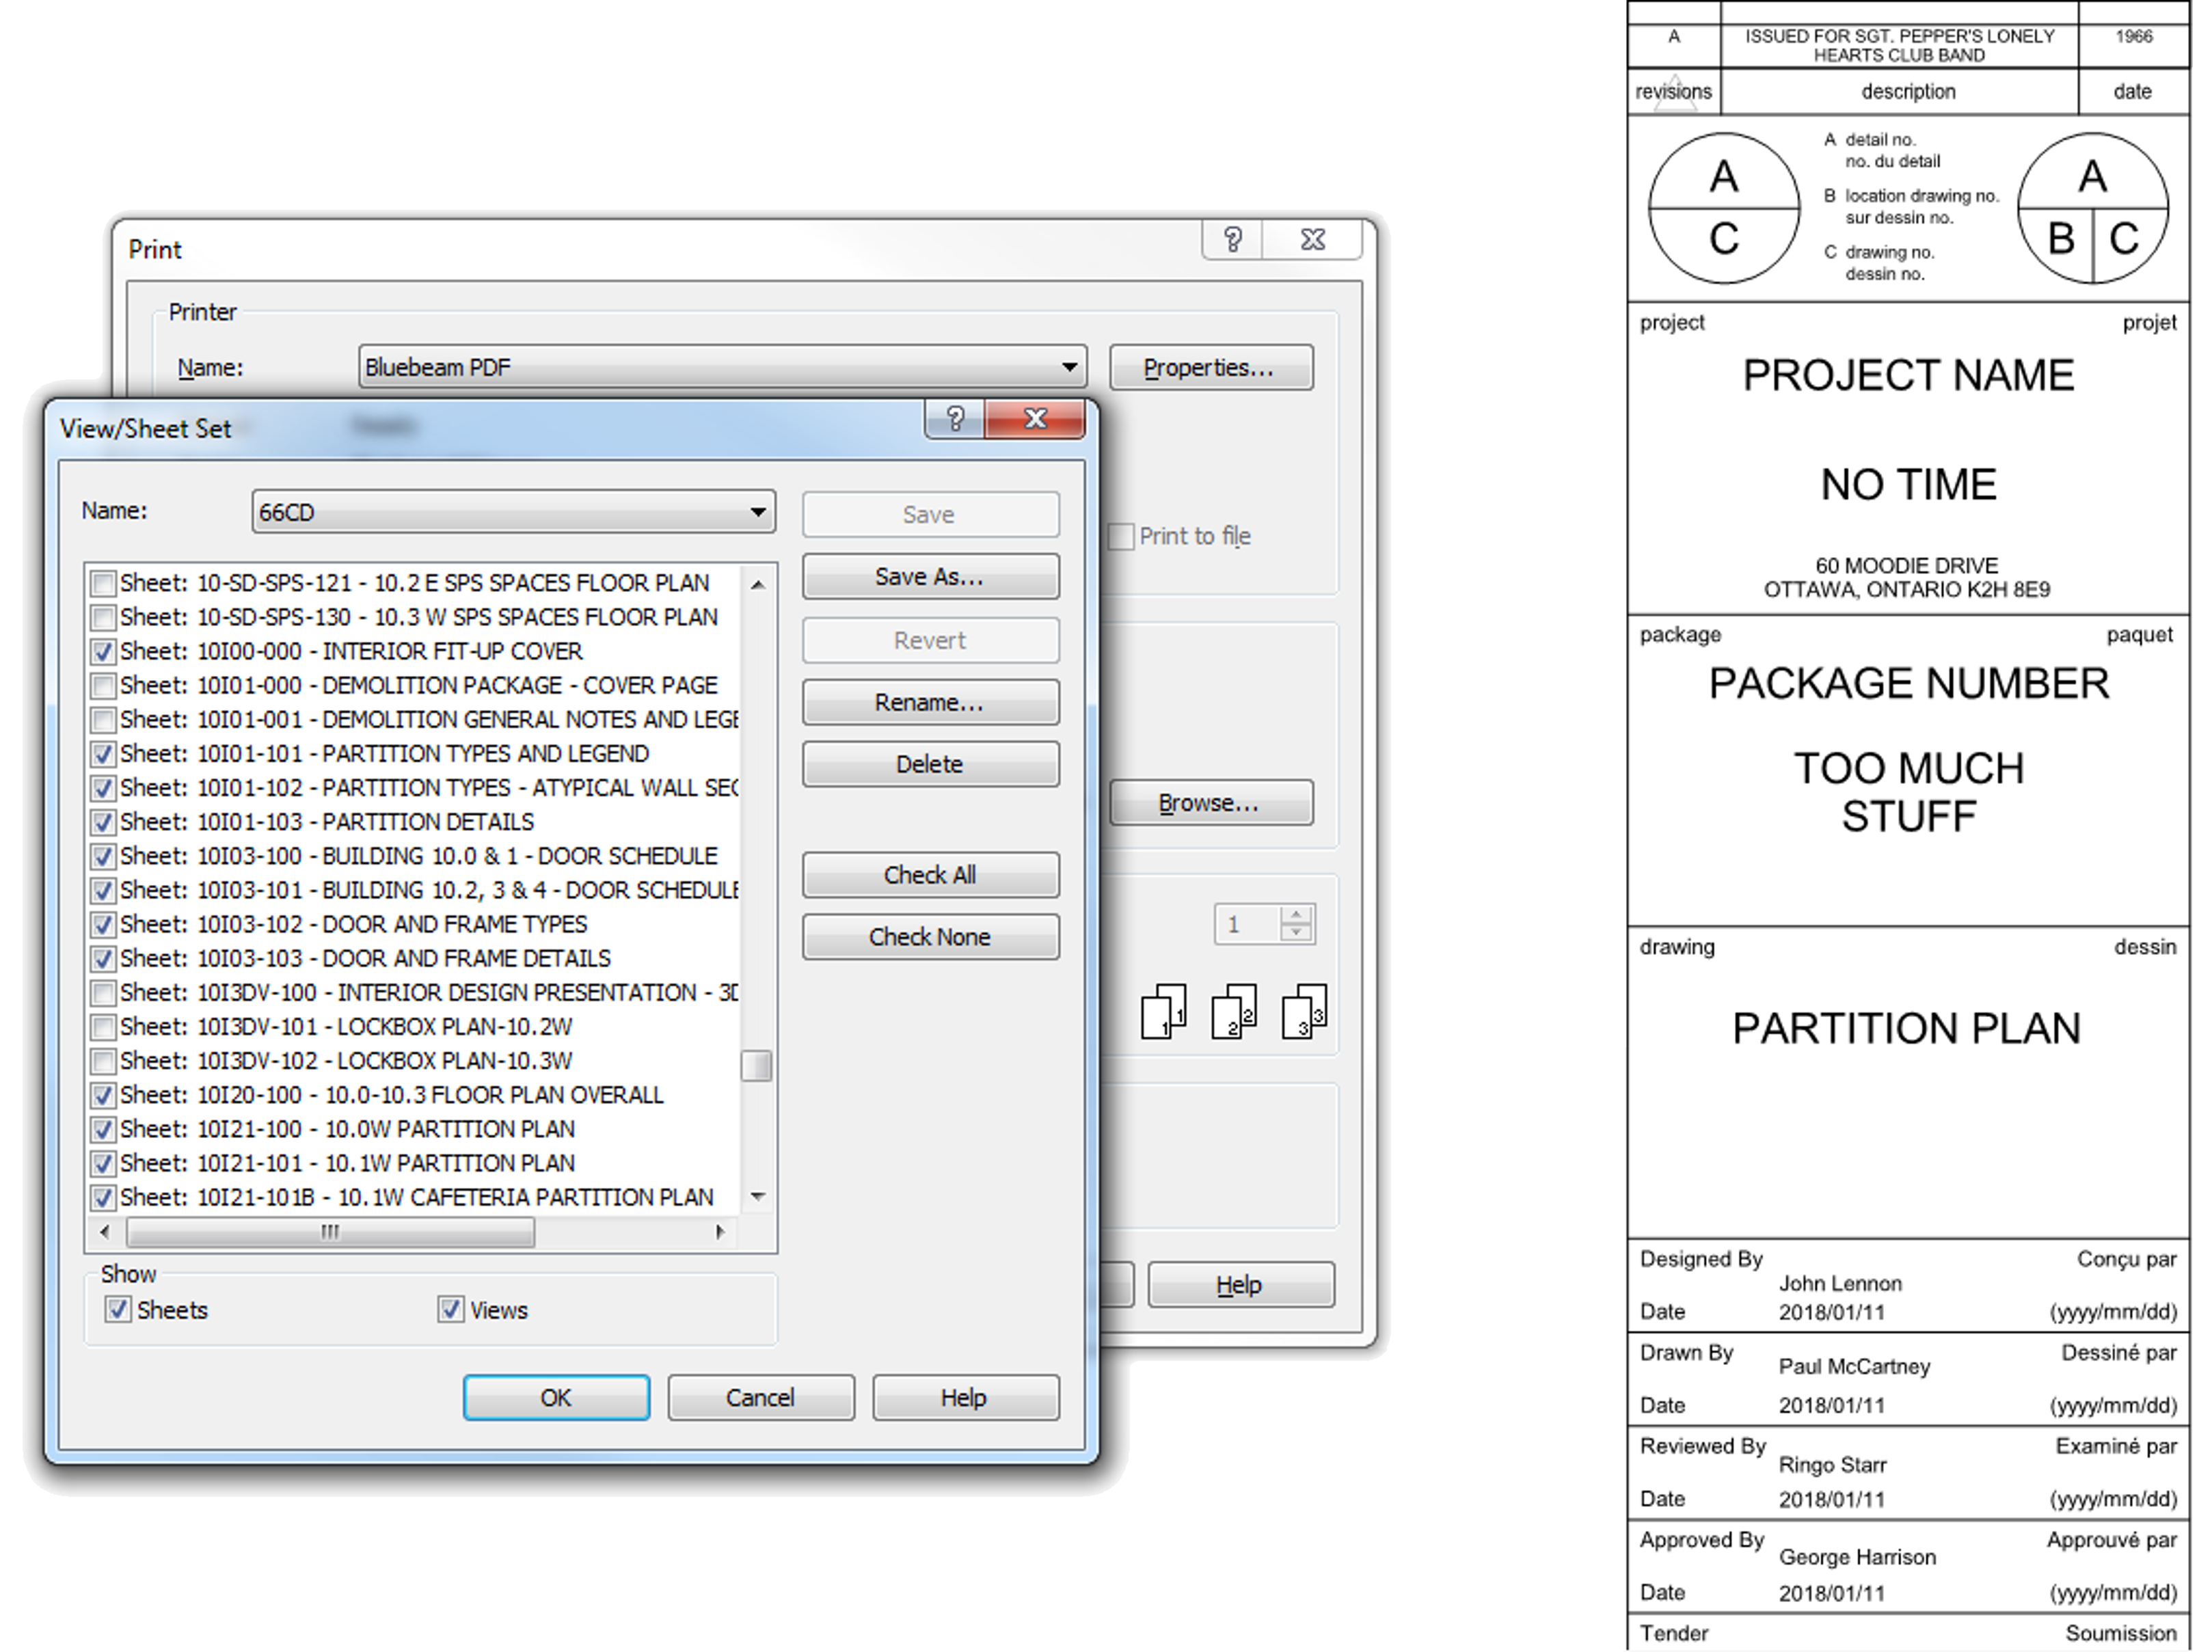 Print
Printer
Name:
Bluebeam PDF
Properties...
View/Sheet Set
Name:
66CD
Save
Print to file
Sheet: 10-SD-SPS-121 - 10.2 E SPS SPACES FLOOR PLAN
Save As...
Sheet: 10-SD-SPS-130 - 10.3 W SPS SPACES FLOOR PLAN
Sheet: 10I00-000 - INTERIOR FIT-UP COVER
Revert
Sheet: 10I01-000 - DEMOLITION PACKAGE - COVER PAGE
Sheet: 10I01-001 - DEMOLITION GENERAL NOTES AND LEGE
Rename...
Sheet: 10I01-101 - PARTITION TYPES AND LEGEND
Delete
Sheet: 10I01-102 - PARTITION TYPES - ATYPICAL WALL SEC
Browse...
Sheet: 10I01-103 - PARTITION DETAILS
Sheet: 10I03-100 - BUILDING 10.0 & 1 - DOOR SCHEDULE
Check All
Sheet: 10I03-101 - BUILDING 10.2, 3 & 4 - DOOR SCHEDULE
Sheet: 10I03-102 - DOOR AND FRAME TYPES
Check None
1
Sheet: 10I03-103 - DOOR AND FRAME DETAILS
Sheet: 10I3DV-100 - INTERIOR DESIGN PRESENTATION - 3D
Sheet: 10I3DV-101 - LOCKBOX PLAN-10.2W
1 1 2 2 3 3
Sheet: 10I3DV-102 - LOCKBOX PLAN-10.3W
Sheet: 10I20-100 - 10.0-10.3 FLOOR PLAN OVERALL
Sheet: 10I21-100 - 10.0W PARTITION PLAN
Sheet: 10I21-101 - 10.1W PARTITION PLAN
Sheet: 10I21-101B - 10.1W CAFETERIA PARTITION PLAN
Show
Sheets
Views
Help
OK
Cancel
Help
A
ISSUED FOR SGT. PEPPER'S LONELY
HEARTS CLUB BAND
1966
revisions
description
date
A
C
A detail no.
no. du detail
B location drawing no.
sur dessin no.
C drawing no.
dessin no.
A
B C
project
projet
PROJECT NAME
NO TIME
60 MOODIE DRIVE
OTTAWA, ONTARIO K2H 8E9
package
paquet
PACKAGE NUMBER
TOO MUCH
STUFF
drawing
dessin
PARTITION PLAN
Designed By
Conçu par
John Lennon
Date
2018/01/11
(yyyy/mm/dd)
Drawn By
Dessiné par
Paul McCartney
Date
2018/01/11
(yyyy/mm/dd)
Reviewed By
Examiné par
Ringo Starr
Date
2018/01/11
(yyyy/mm/dd)
Approved By
Approuvé par
George Harrison
Date
2018/01/11
(yyyy/mm/dd)
Tender
Soumission